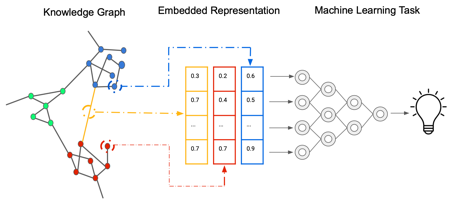 Knowledge Graph
Embedded Representation
Machine Learning Task
0.3 0.2 0.6
0.7 0.4 0.5
... ... ...
0.7 0.7 0.9